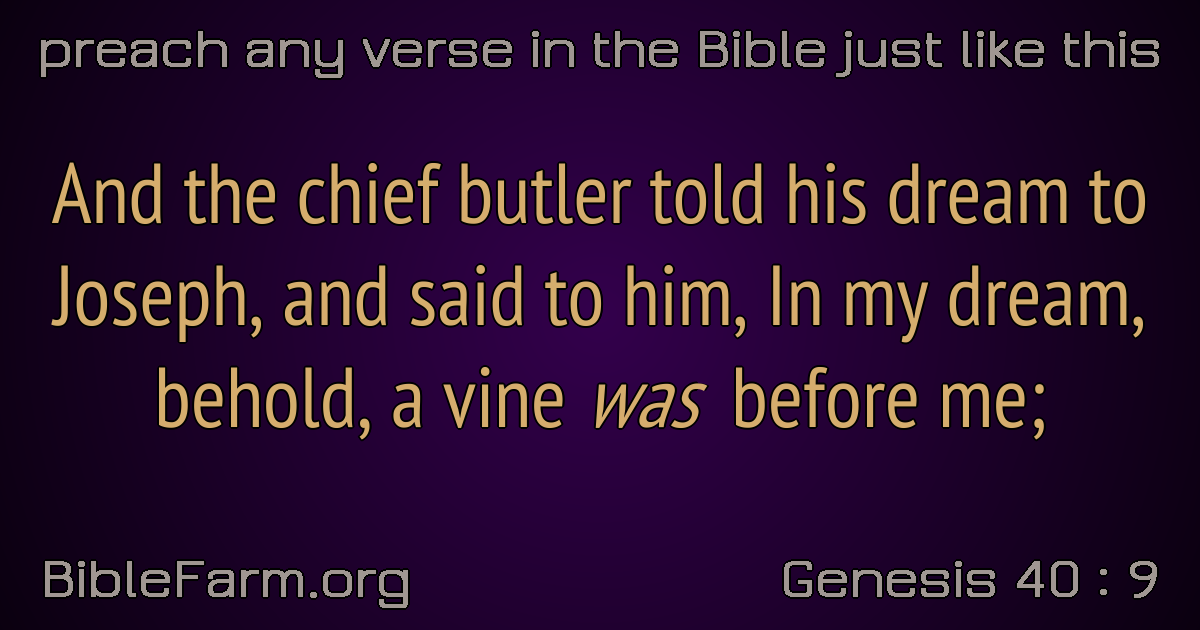 preach any verse in the Bible just like this
And the chief butler told his dream to
Joseph, and said to him, In my dream,
behold, a vine was before me;
BibleFarm.org
Genesis 40 : 9